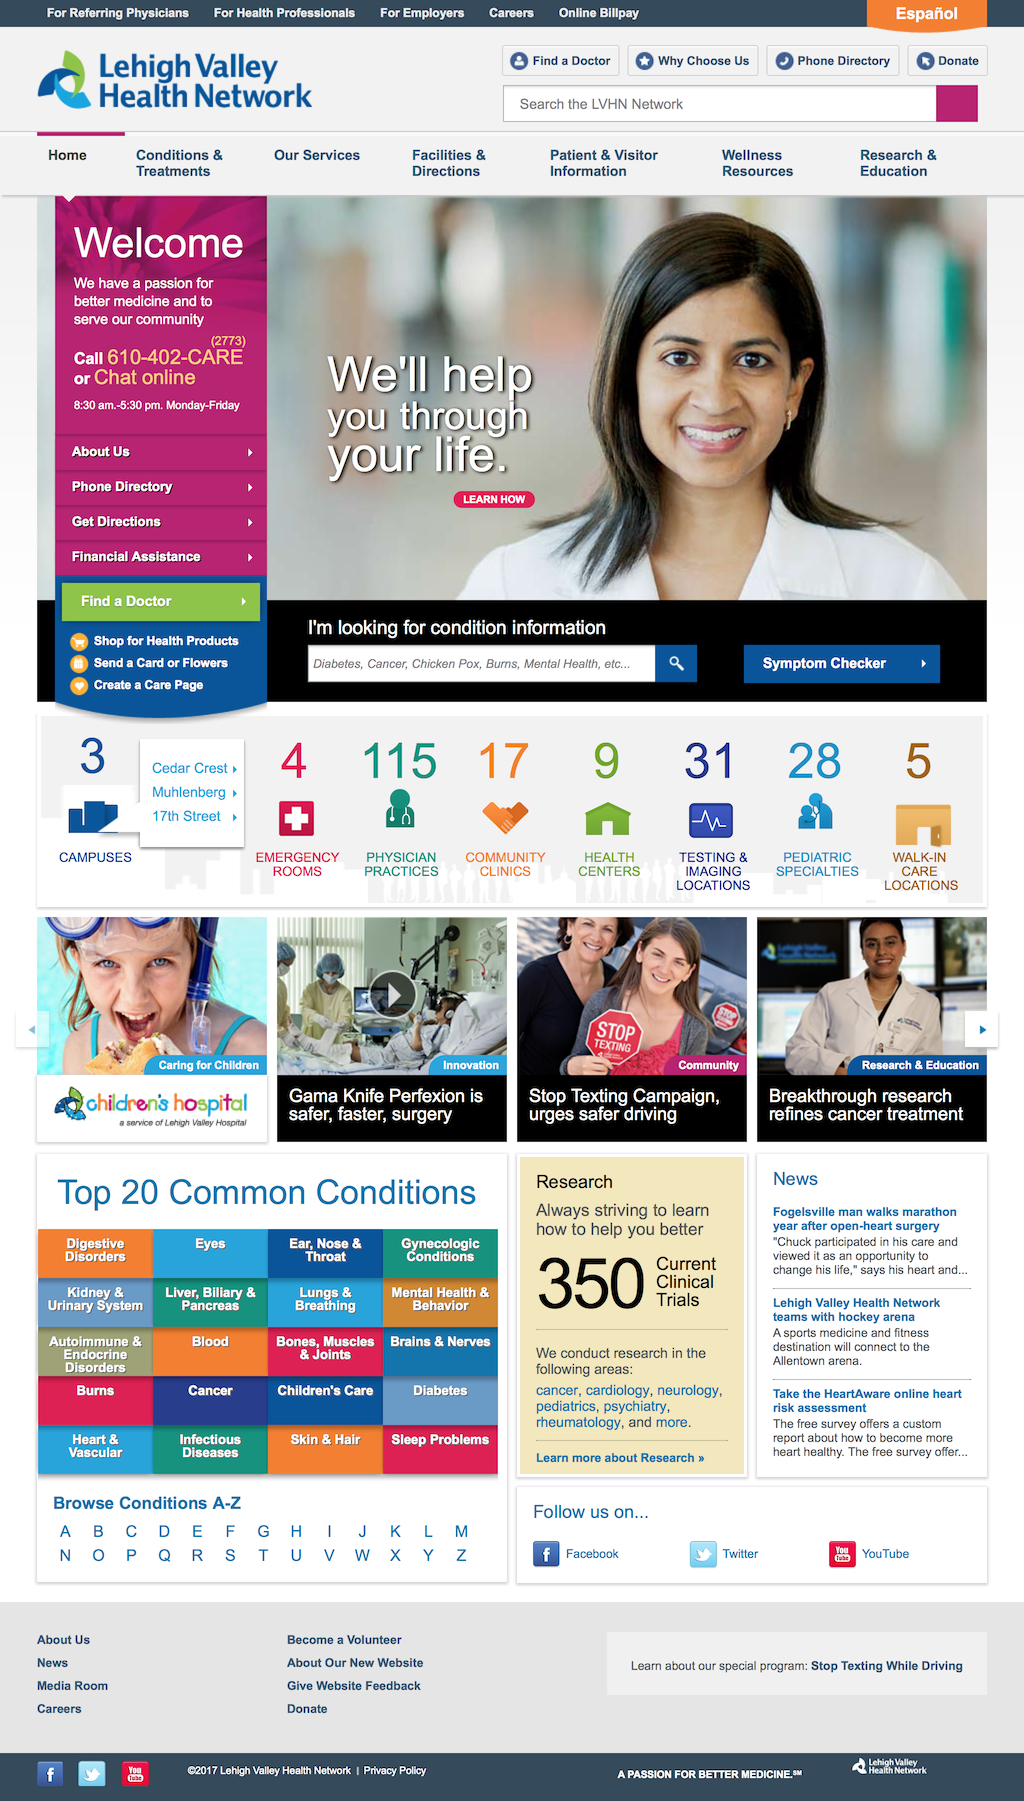 For Referring Physicians
For Health Professionals
For Employers
Careers
Online Billpay
Español
Lehigh Valley
Health Network
Find a Doctor
Why Choose Us
Phone Directory
Donate
Search the LVHN Network
Home
Conditions &
Treatments
Our Services
Facilities &
Directions
Patient & Visitor
Information
Wellness
Resources
Research &
Education
Welcome
We have a passion for
better medicine and to
serve our community
(2773)
Call 610-402-CARE
or Chat online
8:30 am.-5:30 pm. Monday-Friday
About Us
Phone Directory
Get Directions
Financial Assistance
Find a Doctor
Shop for Health Products
Send a Card or Flowers
Create a Care Page
We'll help
you through
your life.
LEARN HOW
I'm looking for condition information
Diabetes, Cancer, Chicken Pox, Burns, Mental Health, etc...
Symptom Checker
3
CAMPUSES
Cedar Crest
Muhlenberg
17th Street
4
EMERGENCY
ROOMS
115
PHYSICIAN
PRACTICES
17
COMMUNITY
CLINICS
9
HEALTH
CENTERS
31
TESTING &
IMAGING
LOCATIONS
28
PEDIATRIC
SPECIALTIES
5
WALK-IN
CARE
LOCATIONS
Caring for Children
children's hospital
a service of Lehigh Valley Hospital
Innovation
Gama Knife Perfexion is
safer, faster, surgery
STOP
TEXTING
Community
Stop Texting Campaign,
urges safer driving
Lehigh Valley
Health Network
Research & Education
Breakthrough research
refines cancer treatment
Top 20 Common Conditions
Digestive
Disorders
Eyes
Ear, Nose &
Throat
Gynecologic
Conditions
Kidney &
Urinary System
Liver, Biliary &
Pancreas
Lungs &
Breathing
Mental Health &
Behavior
Autoimmune &
Endocrine
Disorders
Blood
Bones, Muscles
& Joints
Brains & Nerves
Burns
Cancer
Children's Care
Diabetes
Heart &
Vascular
Infectious
Diseases
Skin & Hair
Sleep Problems
Browse Conditions A-Z
A B C D E F G H I J K L M
N O P Q R S T U V W X Y Z
Research
Always striving to learn
how to help you better
350
Current
Clinical
Trials
We conduct research in the
following areas:
cancer, cardiology, neurology,
pediatrics, psychiatry,
rheumatology, and more.
Learn more about Research »
News
Fogelsville man walks marathon
year after open-heart surgery
"Chuck participated in his care and
viewed it as an opportunity to
change his life," says his heart and...
Lehigh Valley Health Network
teams with hockey arena
A sports medicine and fitness
destination will connect to the
Allentown arena.
Take the HeartAware online heart
risk assessment
The free survey offers a custom
report about how to become more
heart healthy. The free survey offer...
Follow us on...
Facebook
Twitter
You
Tube
YouTube
About Us
News
Media Room
Careers
Become a Volunteer
About Our New Website
Give Website Feedback
Donate
Learn about our special program: Stop Texting While Driving
You
Tube
©2017 Lehigh Valley Health Network | Privacy Policy
A PASSION FOR BETTER MEDICINE.℠
Lehigh Valley
Health Network